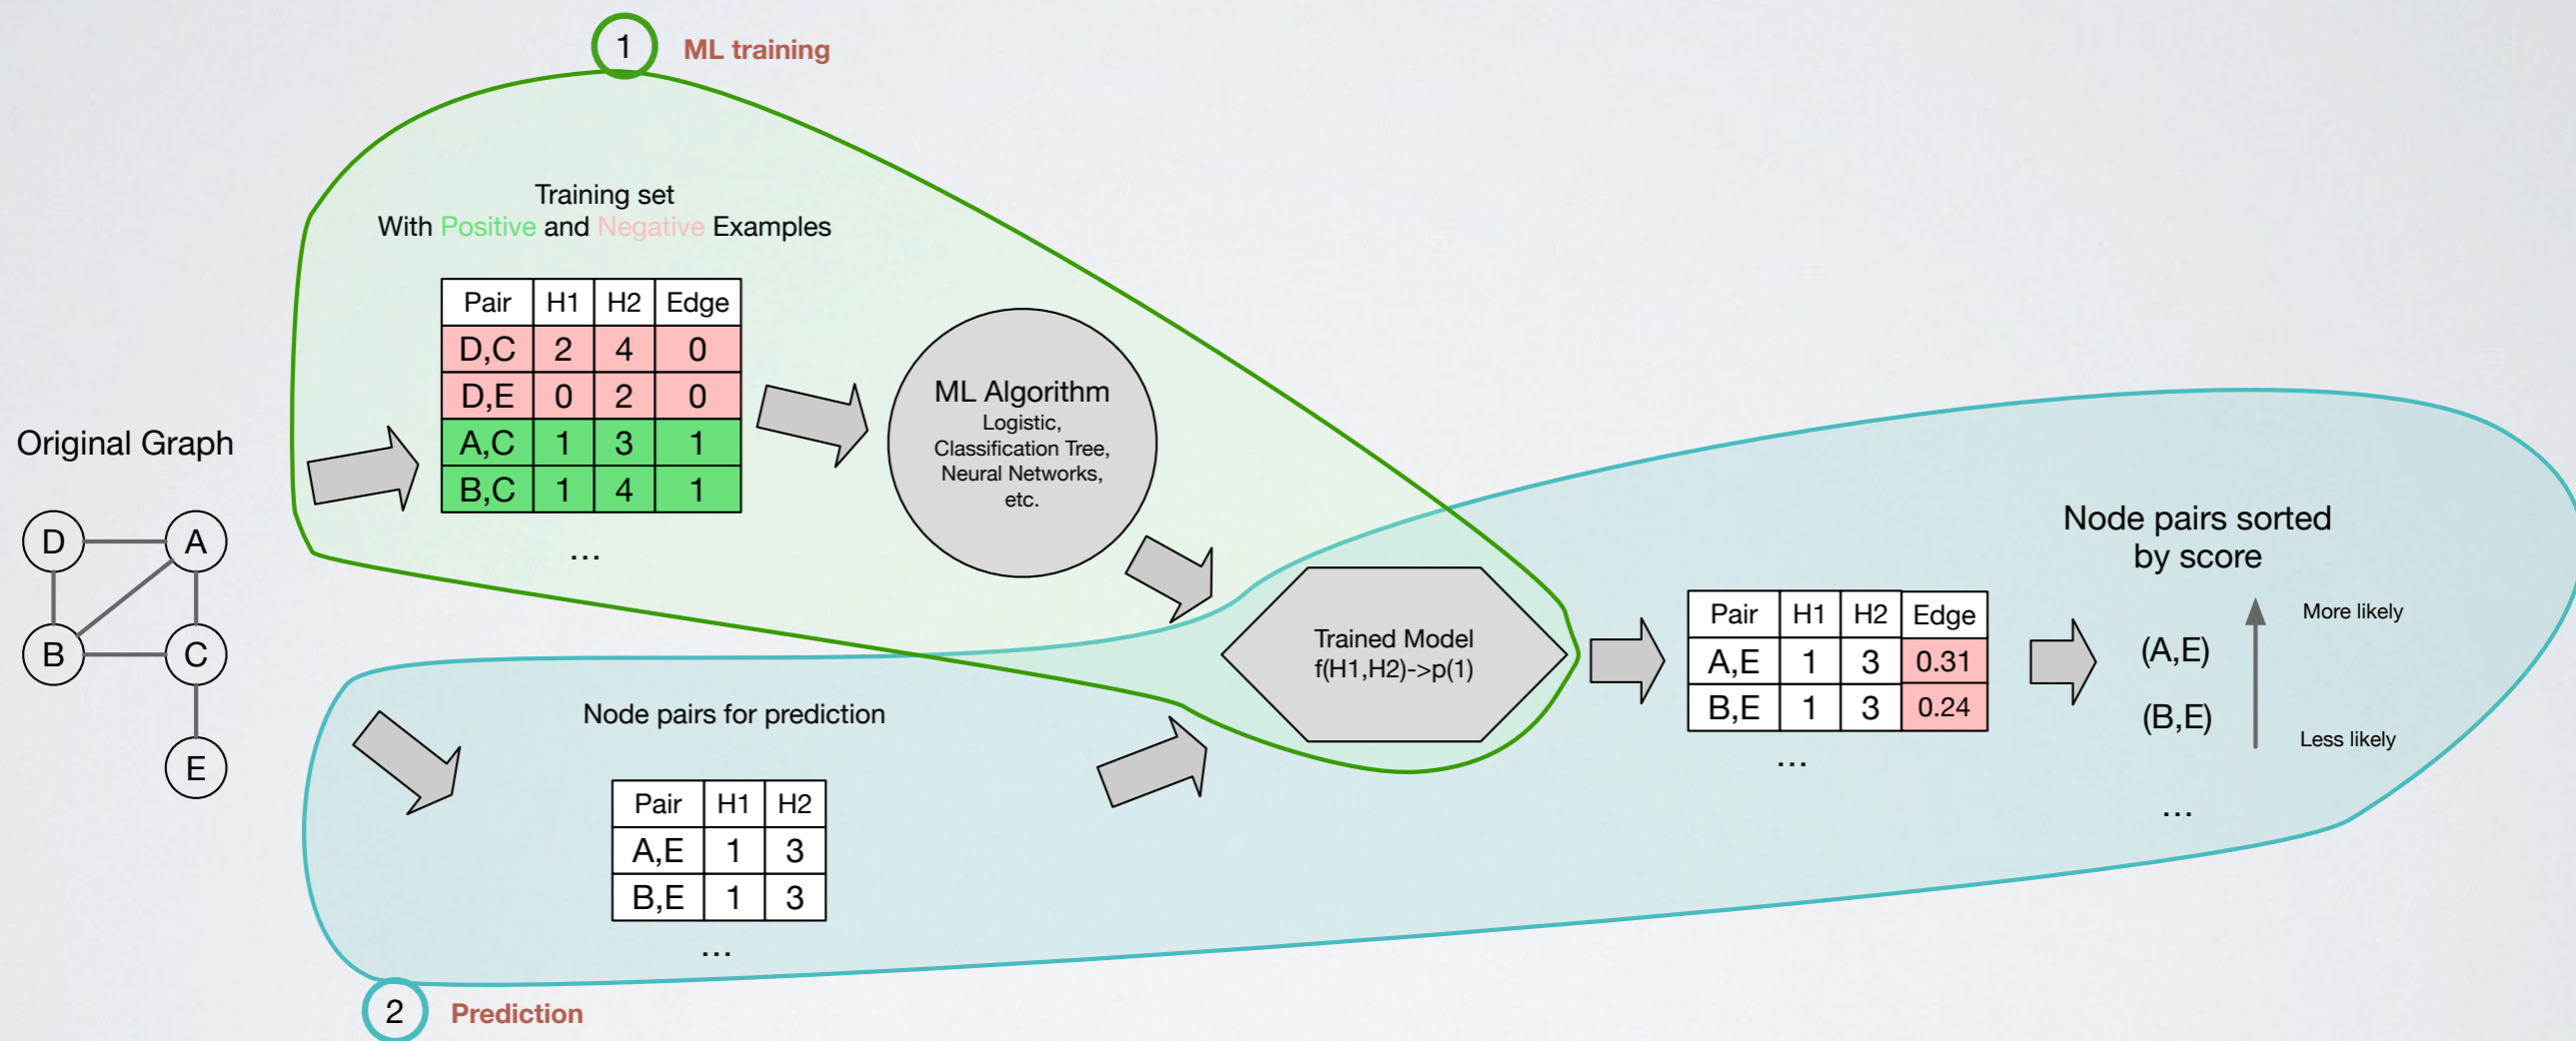 1 ML training
Training set
With Positive and Negative Examples
Pair H1 H2 Edge
D,C 2 4 0
D,E 0 2 0
A,C 1 3 1
B,C 1 4 1
...
ML Algorithm
Logistic,
Classification Tree,
Neural Networks,
etc.
Original Graph
D A
B C
E
Trained Model
f(H1,H2)->p(1)
Node pairs for prediction
Pair H1 H2
A,E 1 3
B,E 1 3
...
Pair H1 H2 Edge
A,E 1 3 0.31
B,E 1 3 0.24
...
Node pairs sorted
by score
More likely
(A,E)
(B,E)
Less likely
...
2 Prediction